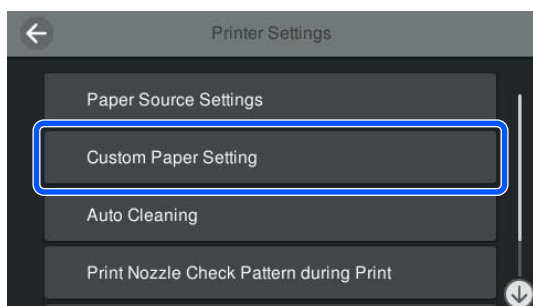 Printer Settings
Paper Source Settings
Custom Paper Setting
Auto Cleaning
Print Nozzle Check Pattern during Print